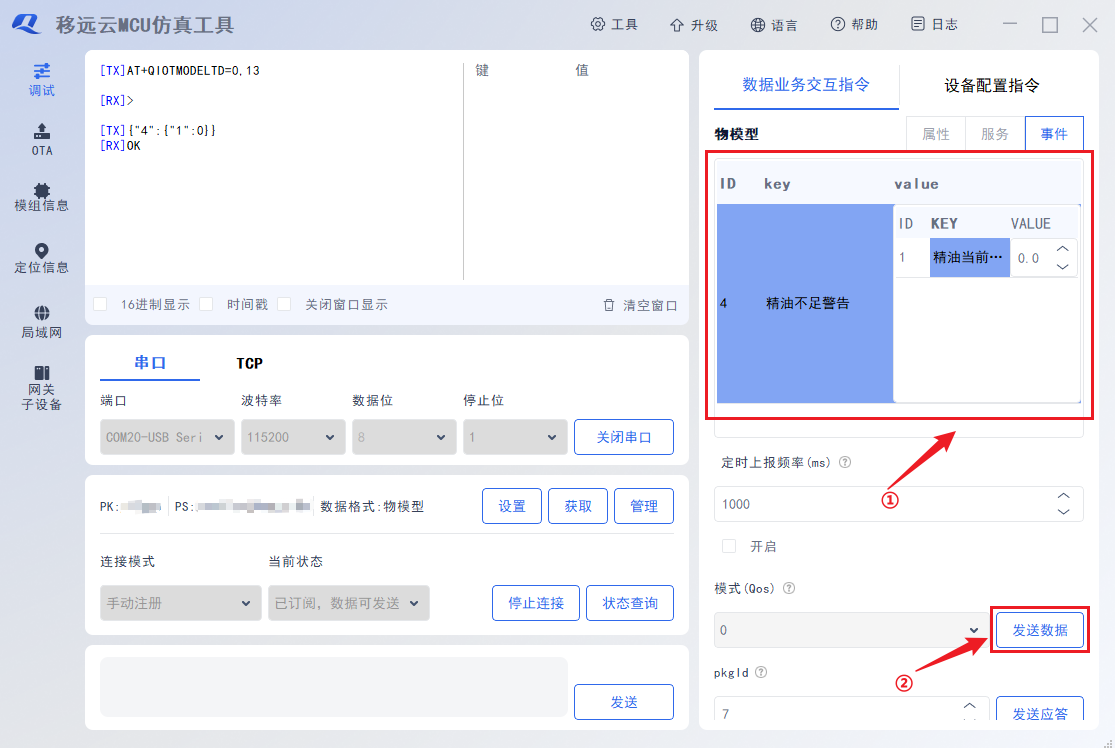 移远云MCU仿真工具
工具 升级 语言 帮助 日志
调试
OTA
模组信息
定位信息
局域网
网关
子设备
[TX]AT+QIOTMODELTD=0,13
[RX]>
[TX]{"4":{"1":0}}
[RX]OK
键 值
16进制显示 时间戳 关闭窗口显示 清空窗口
串口 TCP
端口 波特率 数据位 停止位
COM20-USB Seri 115200 8 1 关闭串口
PK: PS: 数据格式:物模型 设置 获取 管理
连接模式 当前状态
手动注册 已订阅，数据可发送 停止连接 状态查询
发送
数据业务交互指令 设备配置指令
物模型 属性 服务 事件
ID key value
ID KEY VALUE
1 精油当前… 0.0
4 精油不足警告
定时上报频率(ms) ?
①
1000
开启
模式(Qos) ?
0 发送数据
②
pkgId ?
7 发送应答